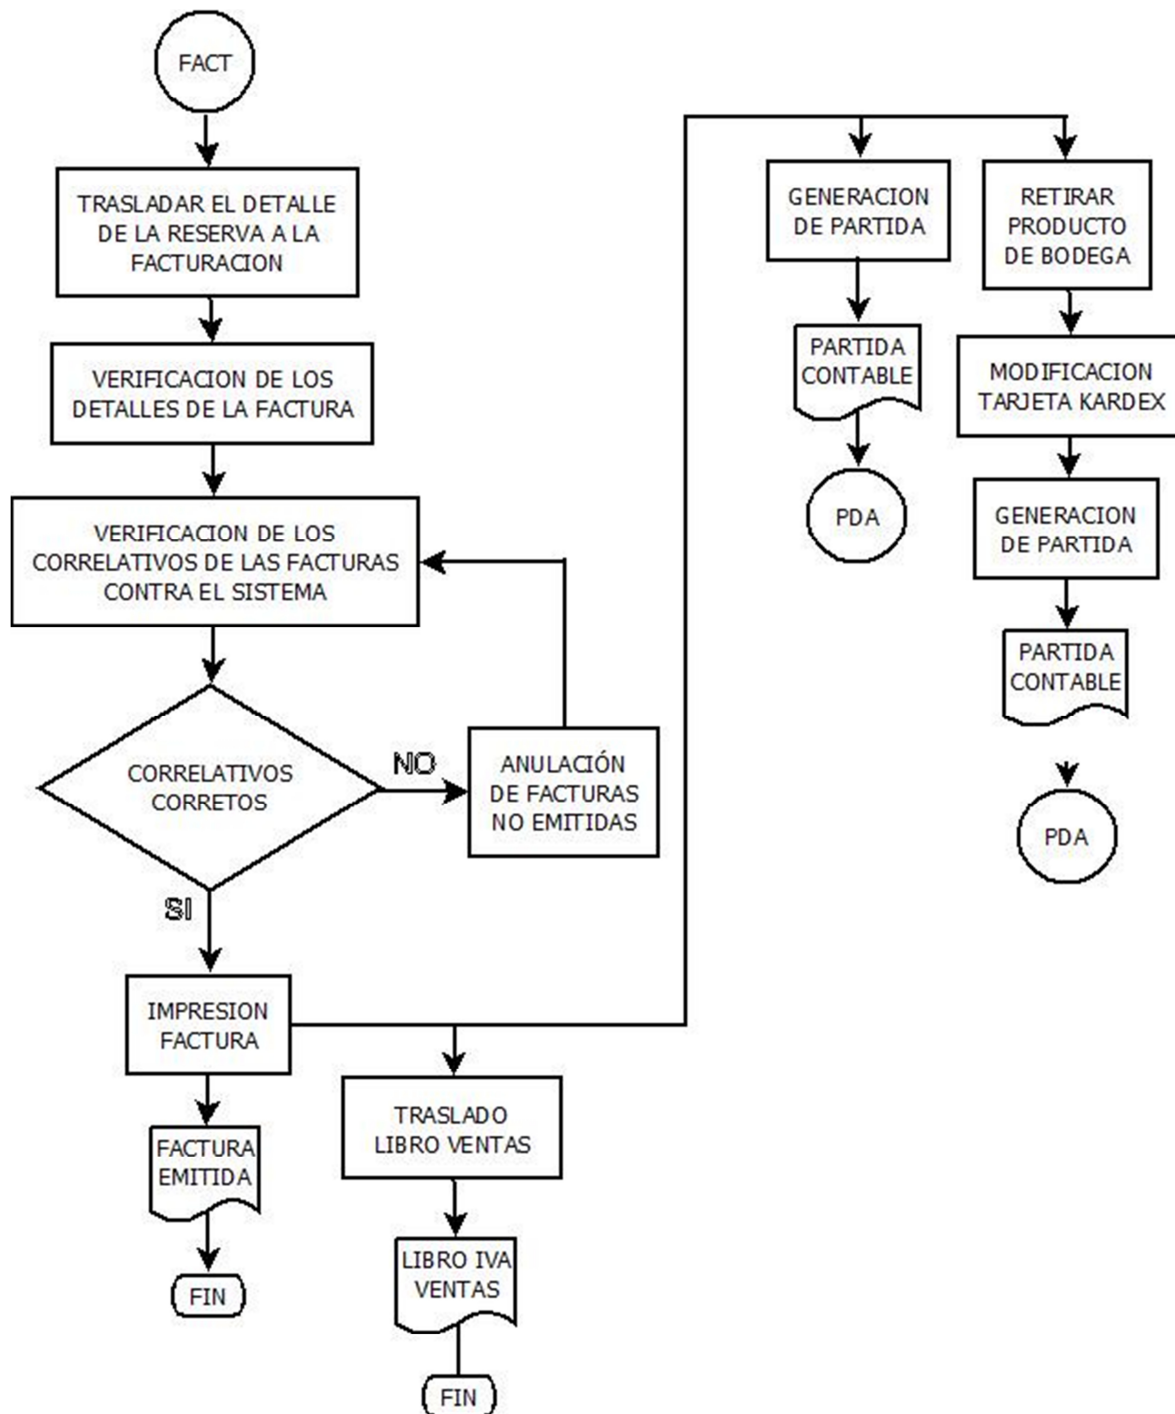 FACT
TRASLADAR EL DETALLE
DE LA RESERVA A LA
FACTURACION
VERIFICACION DE LOS
DETALLES DE LA FACTURA
VERIFICACION DE LOS
CORRELATIVOS DE LAS FACTURAS
CONTRA EL SISTEMA
CORRELATIVOS
CORRETOS
NO
ANULACIÓN
DE FACTURAS
NO EMITIDAS
SI
IMPRESION
FACTURA
FACTURA
EMITIDA
FIN
TRASLADO
LIBRO VENTAS
LIBRO IVA
VENTAS
FIN
GENERACION
DE PARTIDA
PARTIDA
CONTABLE
PDA
RETIRAR
PRODUCTO
DE BODEGA
MODIFICACION
TARJETA KARDEX
GENERACION
DE PARTIDA
PARTIDA
CONTABLE
PDA